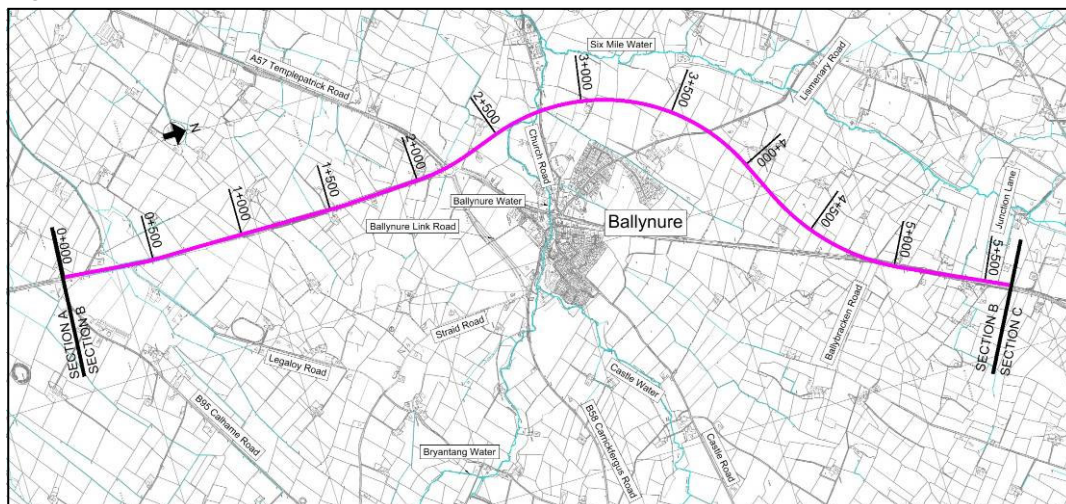 Six Mile Water
A57 Templepatrick Road
Lismenary Road
3+000
3+500
2+500
N
Church Road
4+000
2+000
1+500
1+000
0+500
Ballynure Water
Ballynure
Ballynure Link Road
4+500
5+000
Junction Lane
5+500
0+000
SECTION A
SECTION B
Straid Road
Ballybracken Road
SECTION B
SECTION C
Legaloy Road
Castle Water
B95 Calhame Road
B58 Carrickfergus Road
Castle Road
Bryantang Water